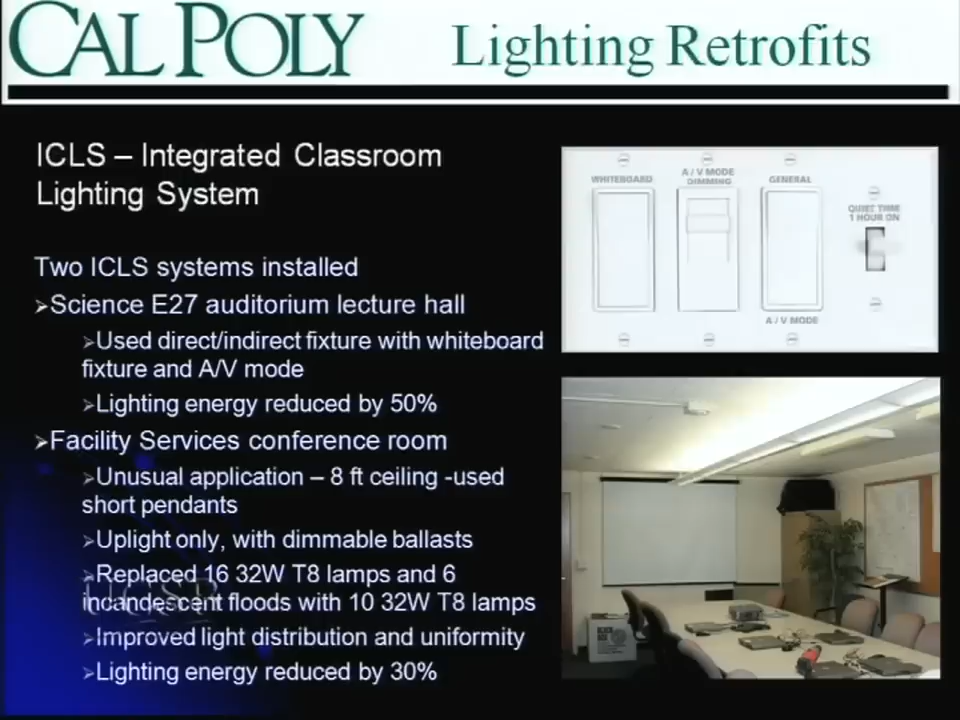 CAL POLY
Lighting Retrofits
ICLS – Integrated Classroom
Lighting System
Two ICLS systems installed
➢Science E27 auditorium lecture hall
➢Used direct/indirect fixture with whiteboard
fixture and A/V mode
➢Lighting energy reduced by 50%
➢Facility Services conference room
➢Unusual application – 8 ft ceiling -used
short pendants
➢Uplight only, with dimmable ballasts
➢Replaced 16 32W T8 lamps and 6
incandescent floods with 10 32W T8 lamps
➢Improved light distribution and uniformity
➢Lighting energy reduced by 30%
WHITEBOARD
A / V MODE
DIMMING
GENERAL
QUIET TIME
1 HOUR ON
A / V MODE
UCSB